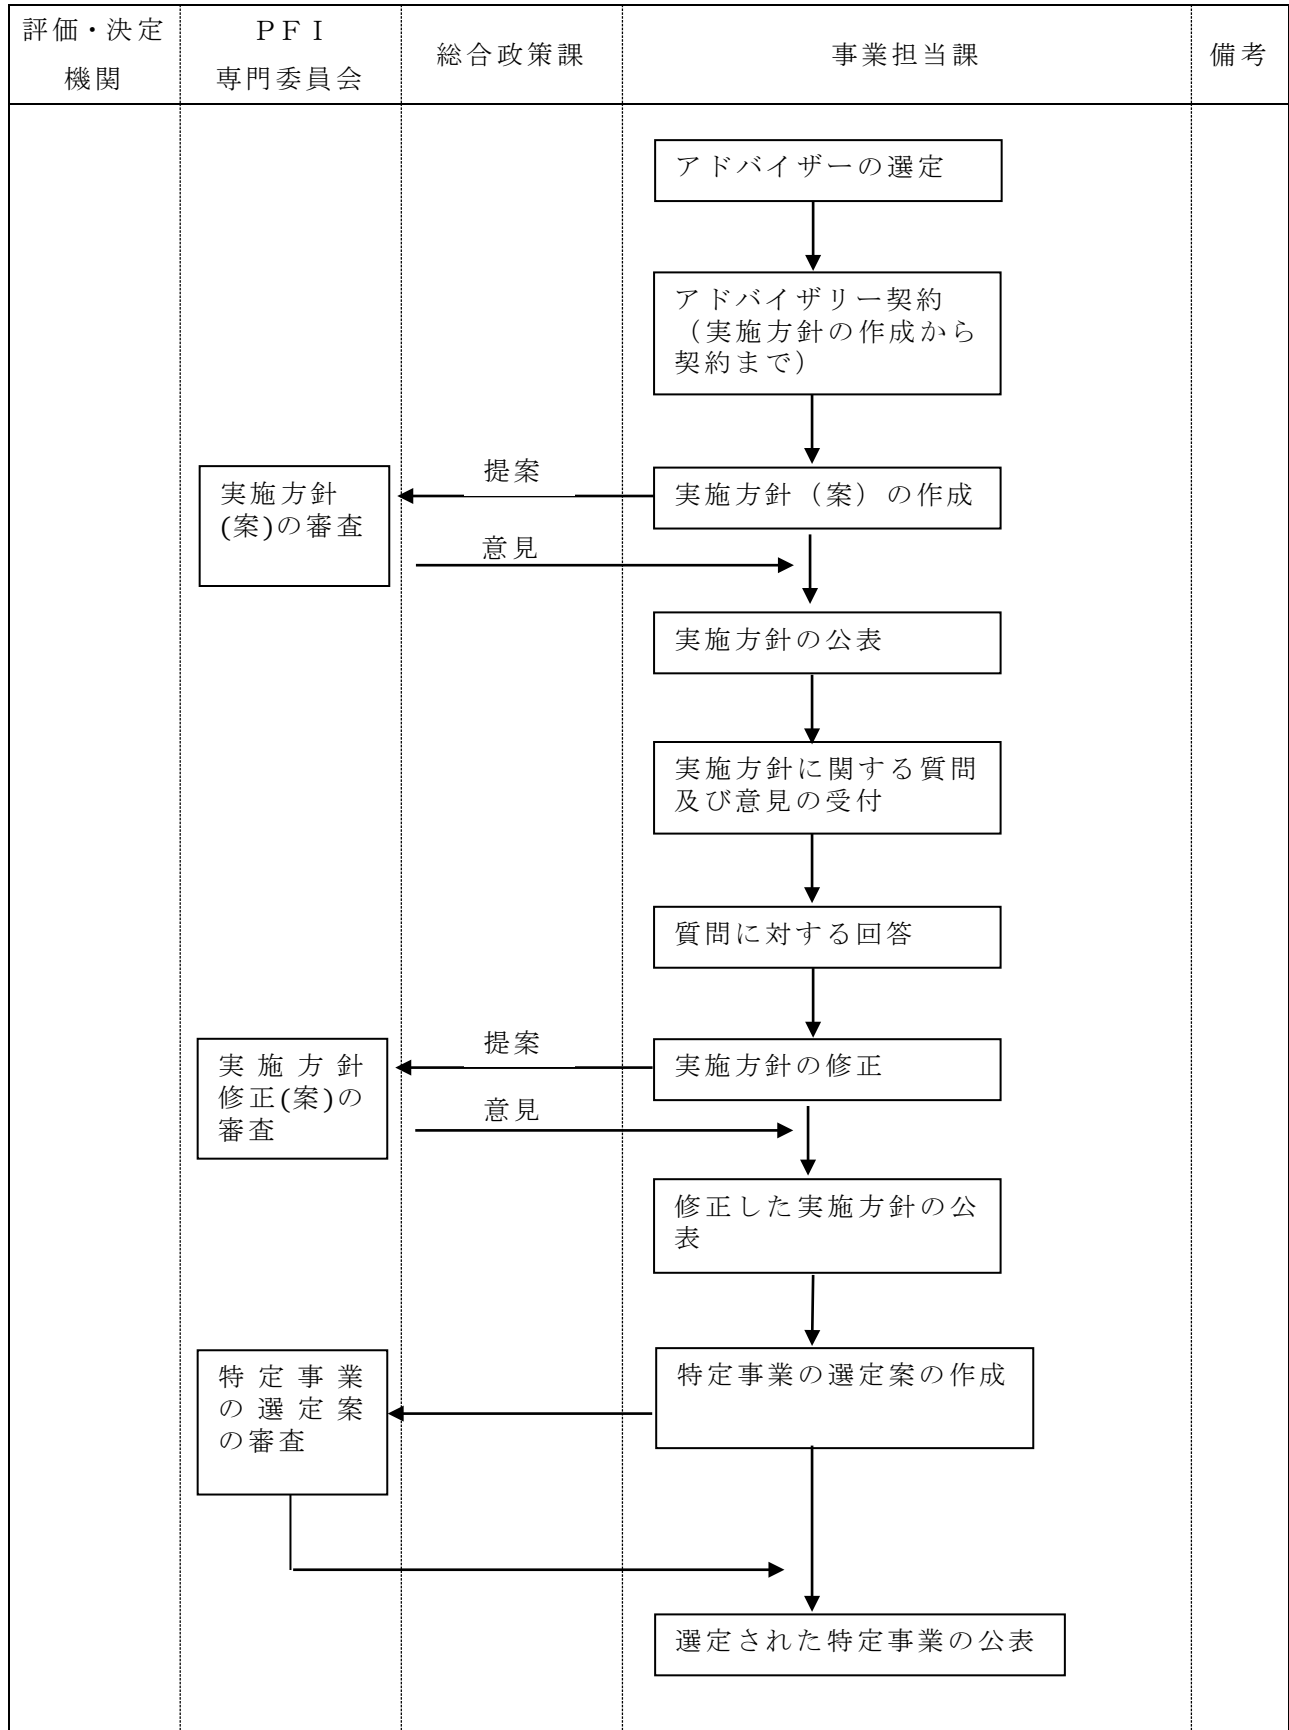 評価・決定
機関
ＰＦＩ
専門委員会
総合政策課
事業担当課
備考
アドバイザーの選定
アドバイザリー契約
（実施方針の作成から
契約まで）
提案
実施方針
(案)の審査
実施方針（案）の作成
意見
実施方針の公表
実施方針に関する質問
及び意見の受付
質問に対する回答
提案
実施方針
修正(案)の
審査
実施方針の修正
意見
修正した実施方針の公
表
特定事業
の選定案
の審査
特定事業の選定案の作成
選定された特定事業の公表